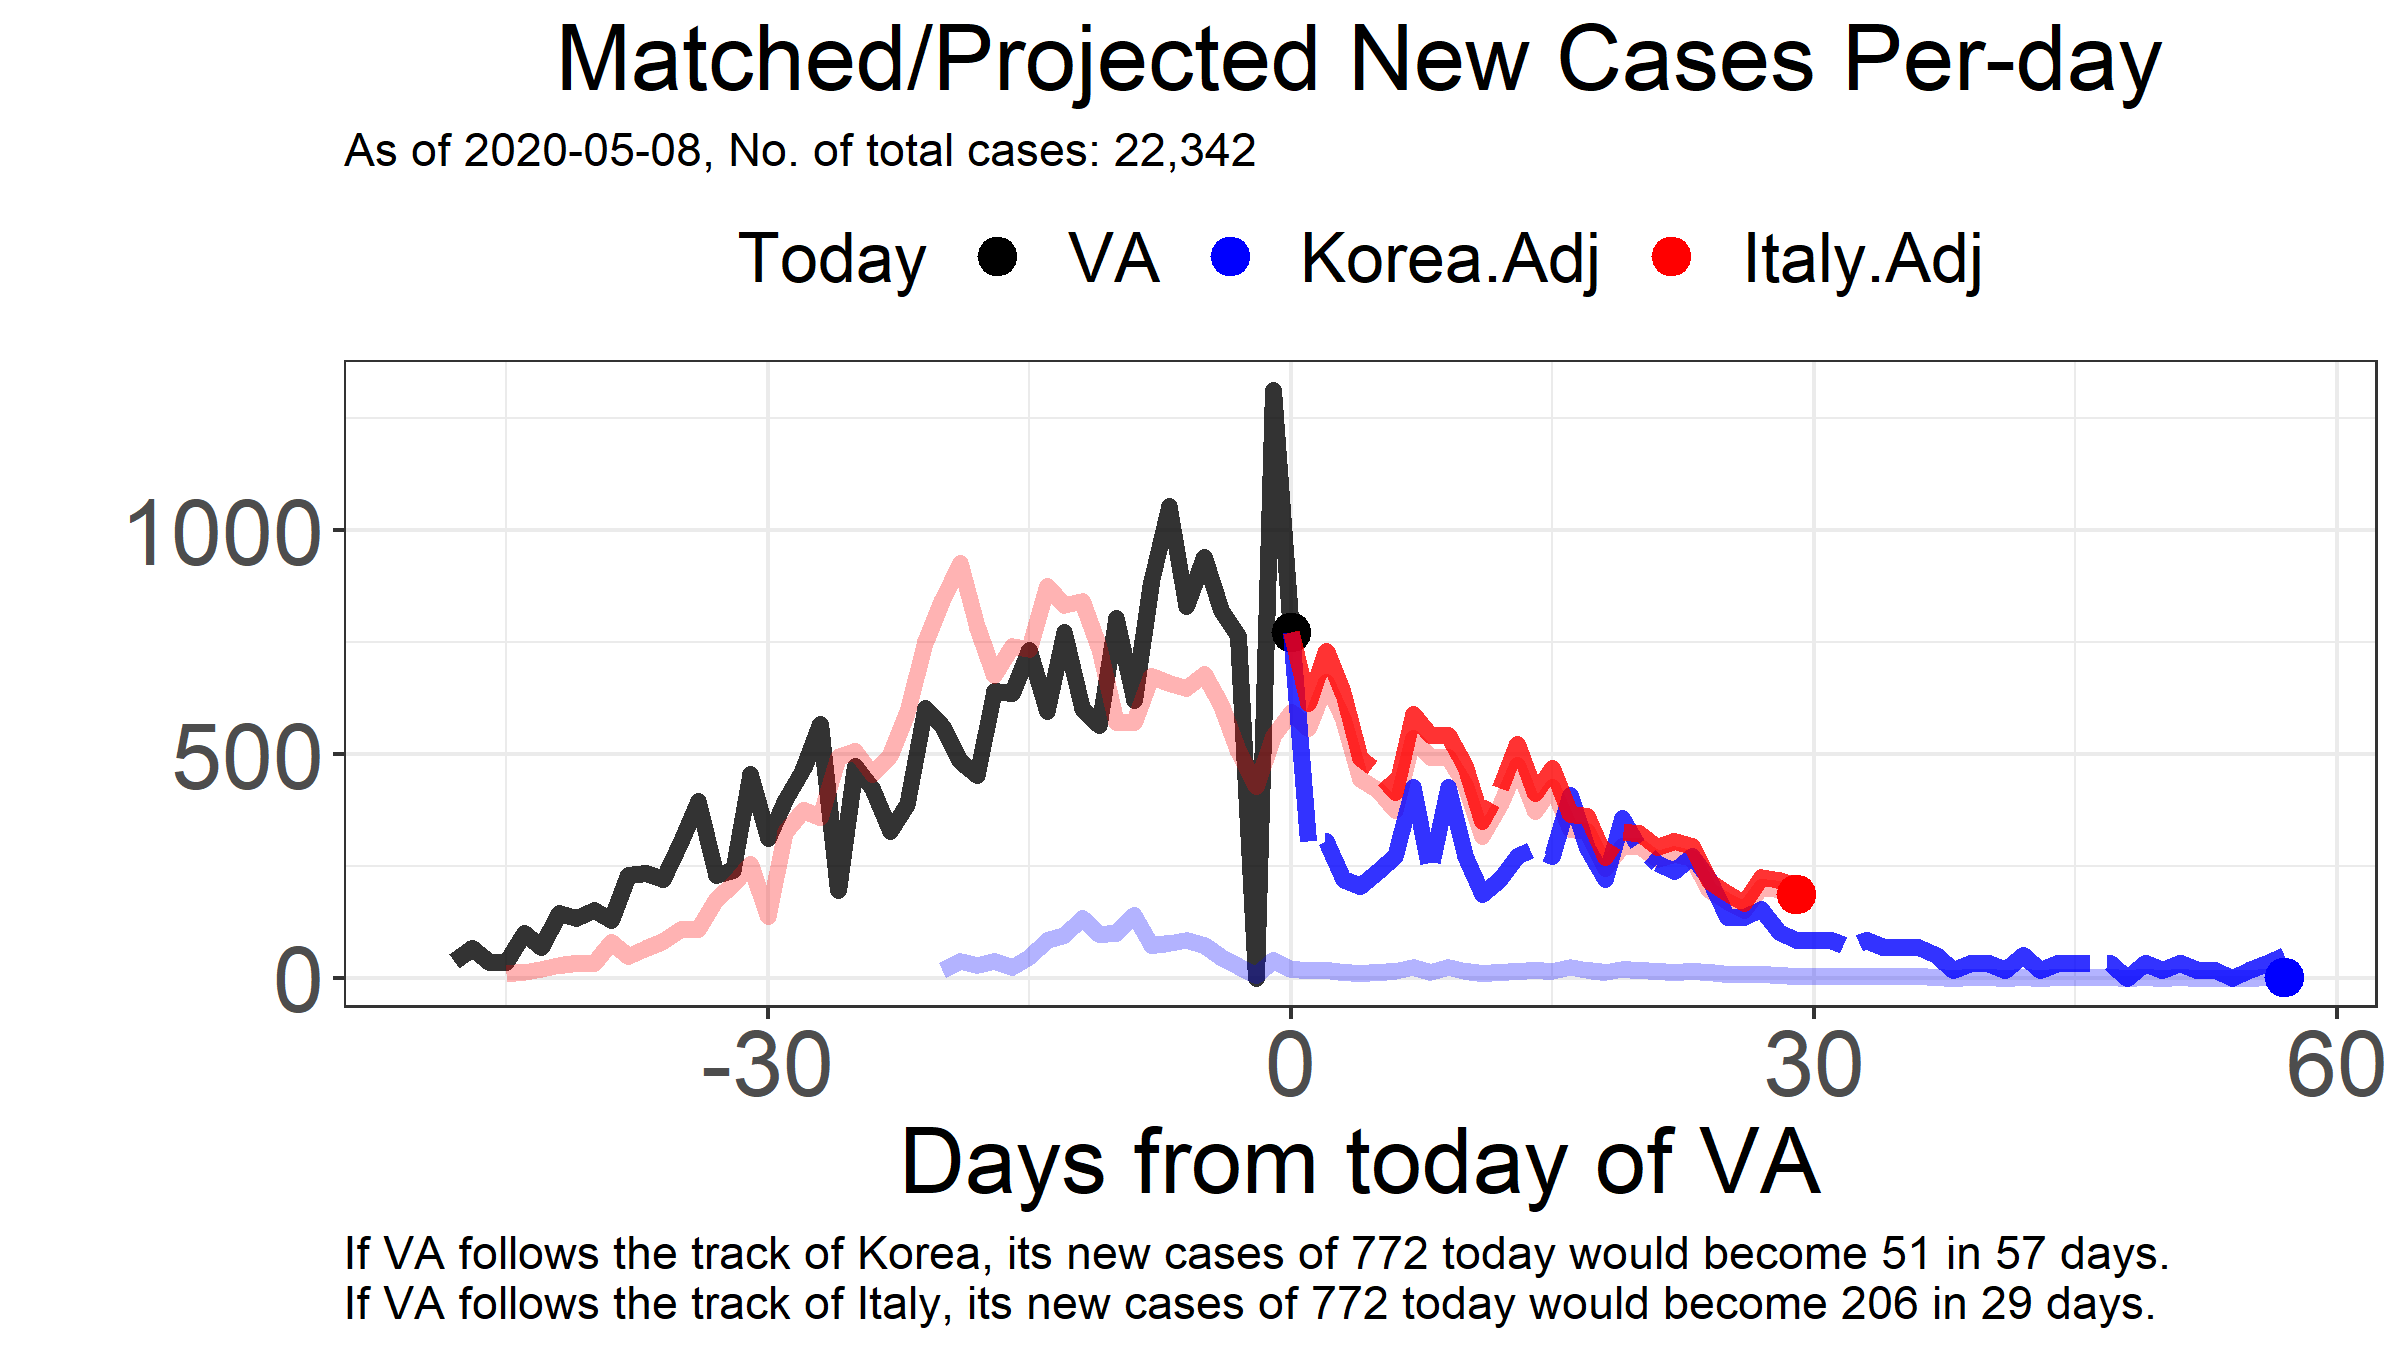 Matched/Projected New Cases Per-day
As of 2020-05-08, No. of total cases: 22,342
Today VA Korea.Adj Italy.Adj
1000
500
0
-30 0 30 60
Days from today of VA
If VA follows the track of Korea, its new cases of 772 today would become 51 in 57 days.
If VA follows the track of Italy, its new cases of 772 today would become 206 in 29 days.